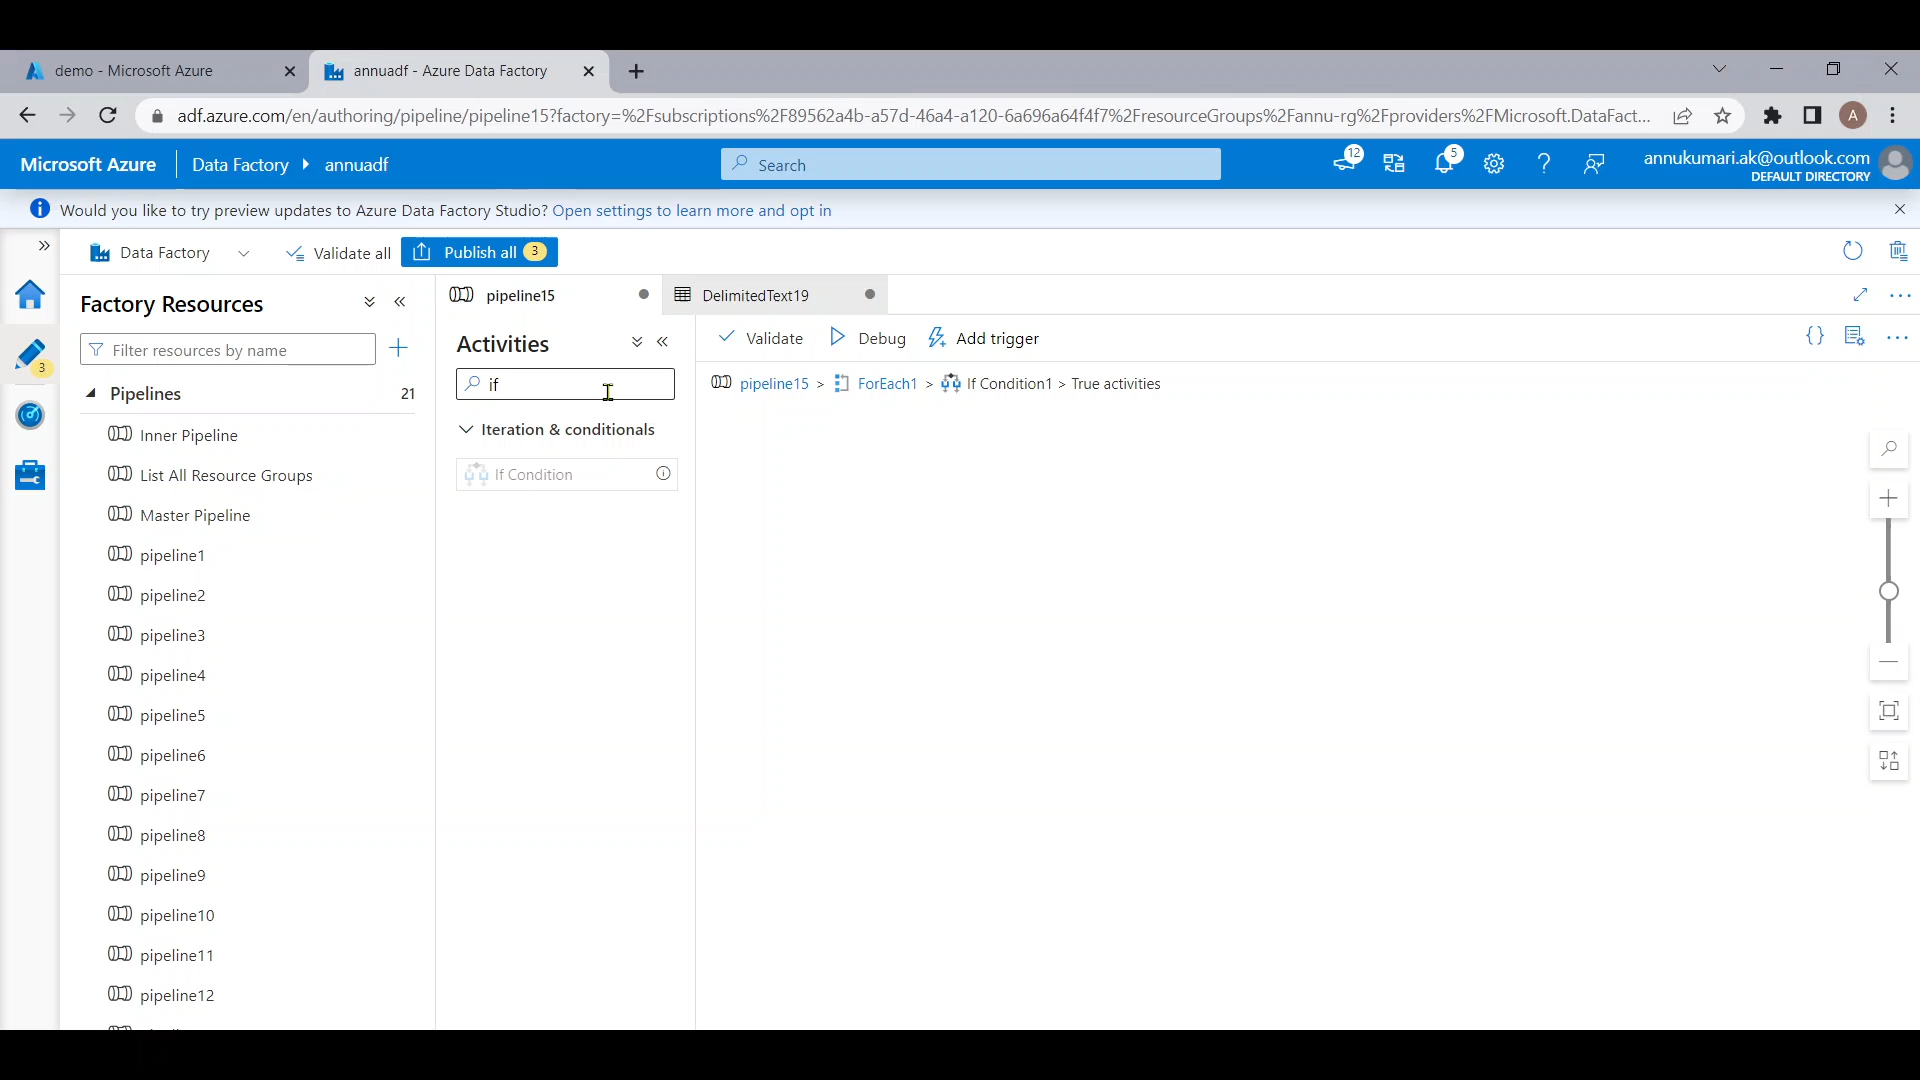 demo - Microsoft Azure
annuadf - Azure Data Factory
adf.azure.com/en/authoring/pipeline/pipeline15?factory=%2Fsubscriptions%2F89562a4b-a57d-46a4-a120-6a696a64f4f7%2FresourceGroups%2Fannu-rg%2Fproviders%2FMicrosoft.DataFact...
A
Microsoft Azure
Data Factory
annuadf
Search
12
5
annukumari.ak@outlook.com
DEFAULT DIRECTORY
Would you like to try preview updates to Azure Data Factory Studio? Open settings to learn more and opt in
Data Factory
Validate all
Publish all 3
Factory Resources
pipeline15
DelimitedText19
Filter resources by name
Activities
Validate
Debug
Add trigger
3
Pipelines 21
if
pipeline15 > ForEach1 > If Condition1 > True activities
Iteration & conditionals
If Condition
Inner Pipeline
List All Resource Groups
Master Pipeline
pipeline1
pipeline2
pipeline3
pipeline4
pipeline5
pipeline6
pipeline7
pipeline8
pipeline9
pipeline10
pipeline11
pipeline12